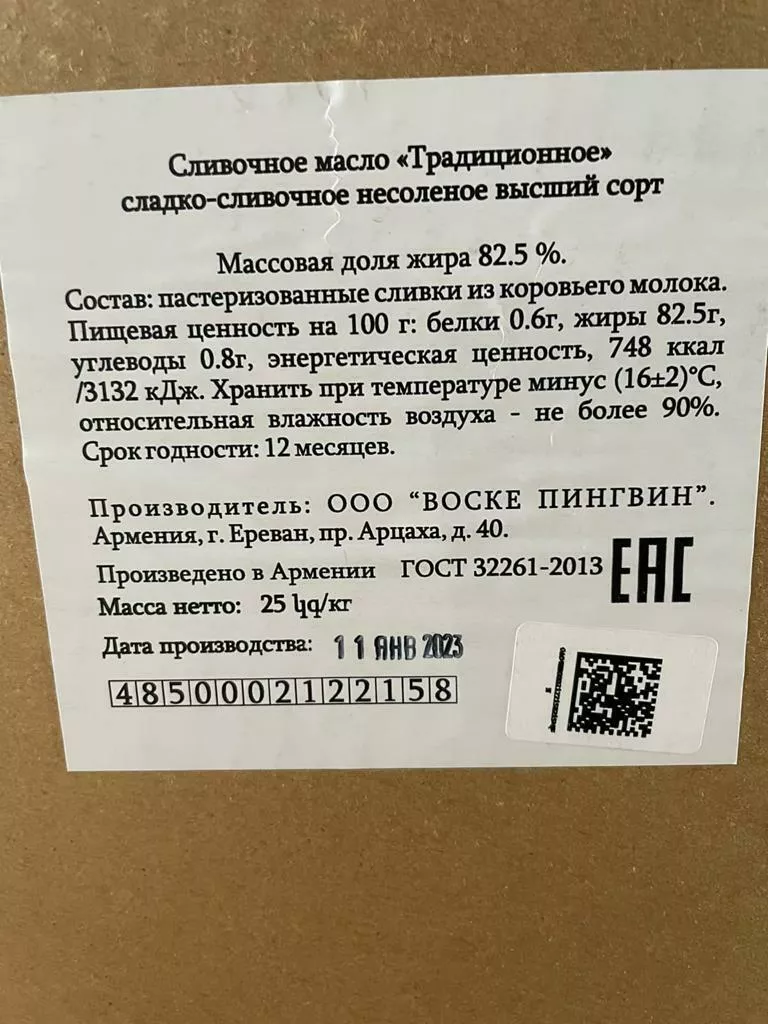 Сливочное масло «Традиционное»
сладко-сливочное несоленое высший сорт
Массовая доля жира 82.5 %.
Состав: пастеризованные сливки из коровьего молока.
Пищевая ценность на 100 г: белки 0.6г, жиры 82.5г,
углеводы 0.8г, энергетическая ценность, 748 ккал
/3132 кДж. Хранить при температуре минус (16±2)°C,
относительная влажность воздуха - не более 90%.
Срок годности: 12 месяцев.
Производитель: ООО “ВОСКЕ ПИНГВИН”.
Армения, г. Ереван, пр. Арцаха, д. 40.
Произведено в Армении ГОСТ 32261-2013 EAC
Масса нетто: 25 կգ/кг
Дата производства: 11 ЯНВ 2023
4850002122158